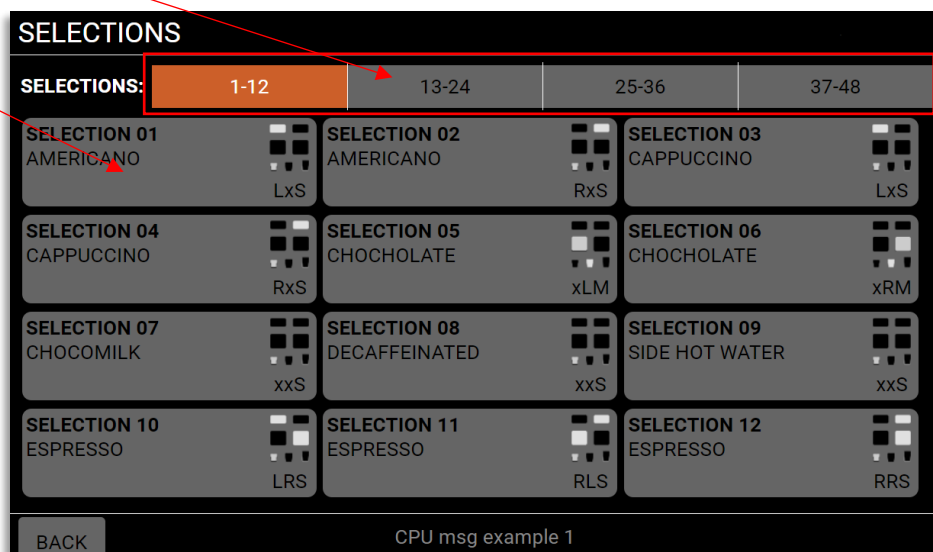 SELECTIONS
SELECTIONS: 1-12 13-24 25-36 37-48
SELECTION 01 SELECTION 02 SELECTION 03
AMERICANO AMERICANO CAPPUCCINO
LxS RxS LxS
SELECTION 04 SELECTION 05 SELECTION 06
CAPPUCCINO CHOCHOLATE CHOCHOLATE
RxS xLM xRM
SELECTION 07 SELECTION 08 SELECTION 09
CHOCOMILK DECAFFEINATED SIDE HOT WATER
xxS xxS xxS
SELECTION 10 SELECTION 11 SELECTION 12
ESPRESSO ESPRESSO ESPRESSO
LRS RLS RRS
BACK CPU msg example 1